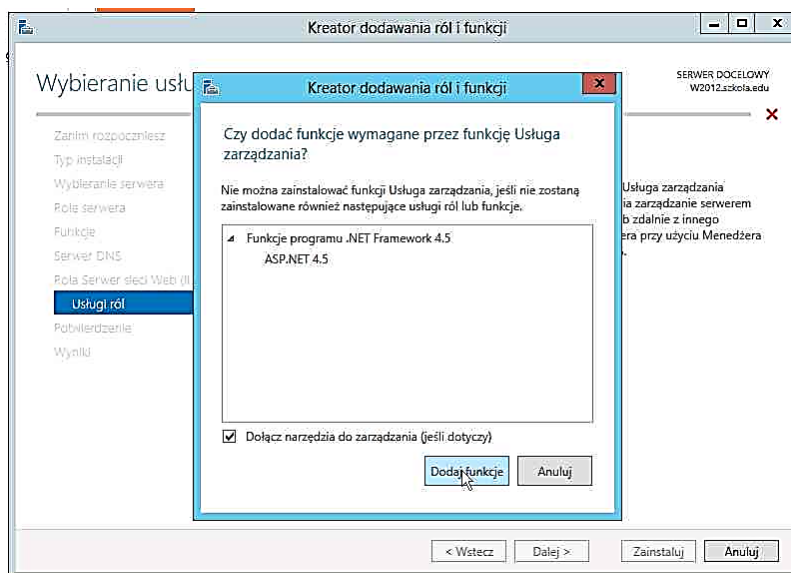 Kreator dodawania ról i funkcji
Wybieranie usłu
SERWER DOCELOWY
W2012.szkola.edu
Zanim rozpoczniesz
Typ instalacji
Wybieranie serwera
Role serwera
Funkcje
Serwer DNS
Rola Serwer sieci Web (II
Usługi ról
Potwierdzenie
Wyniki
Kreator dodawania ról i funkcji
Czy dodać funkcje wymagane przez funkcję Usługa
zarządzania?
Nie można zainstalować funkcji Usługa zarządzania, jeśli nie zostaną
zainstalowane również następujące usługi ról lub funkcje.
Funkcje programu .NET Framework 4.5
ASP.NET 4.5
Dołącz narzędzia do zarządzania (jeśli dotyczy)
Dodaj funkcje
Anuluj
Usługa zarządzania
ia zarządzanie serwerem
b zdalnie z innego
era przy użyciu Menedżera
< Wstecz
Dalej >
Zainstaluj
Anuluj